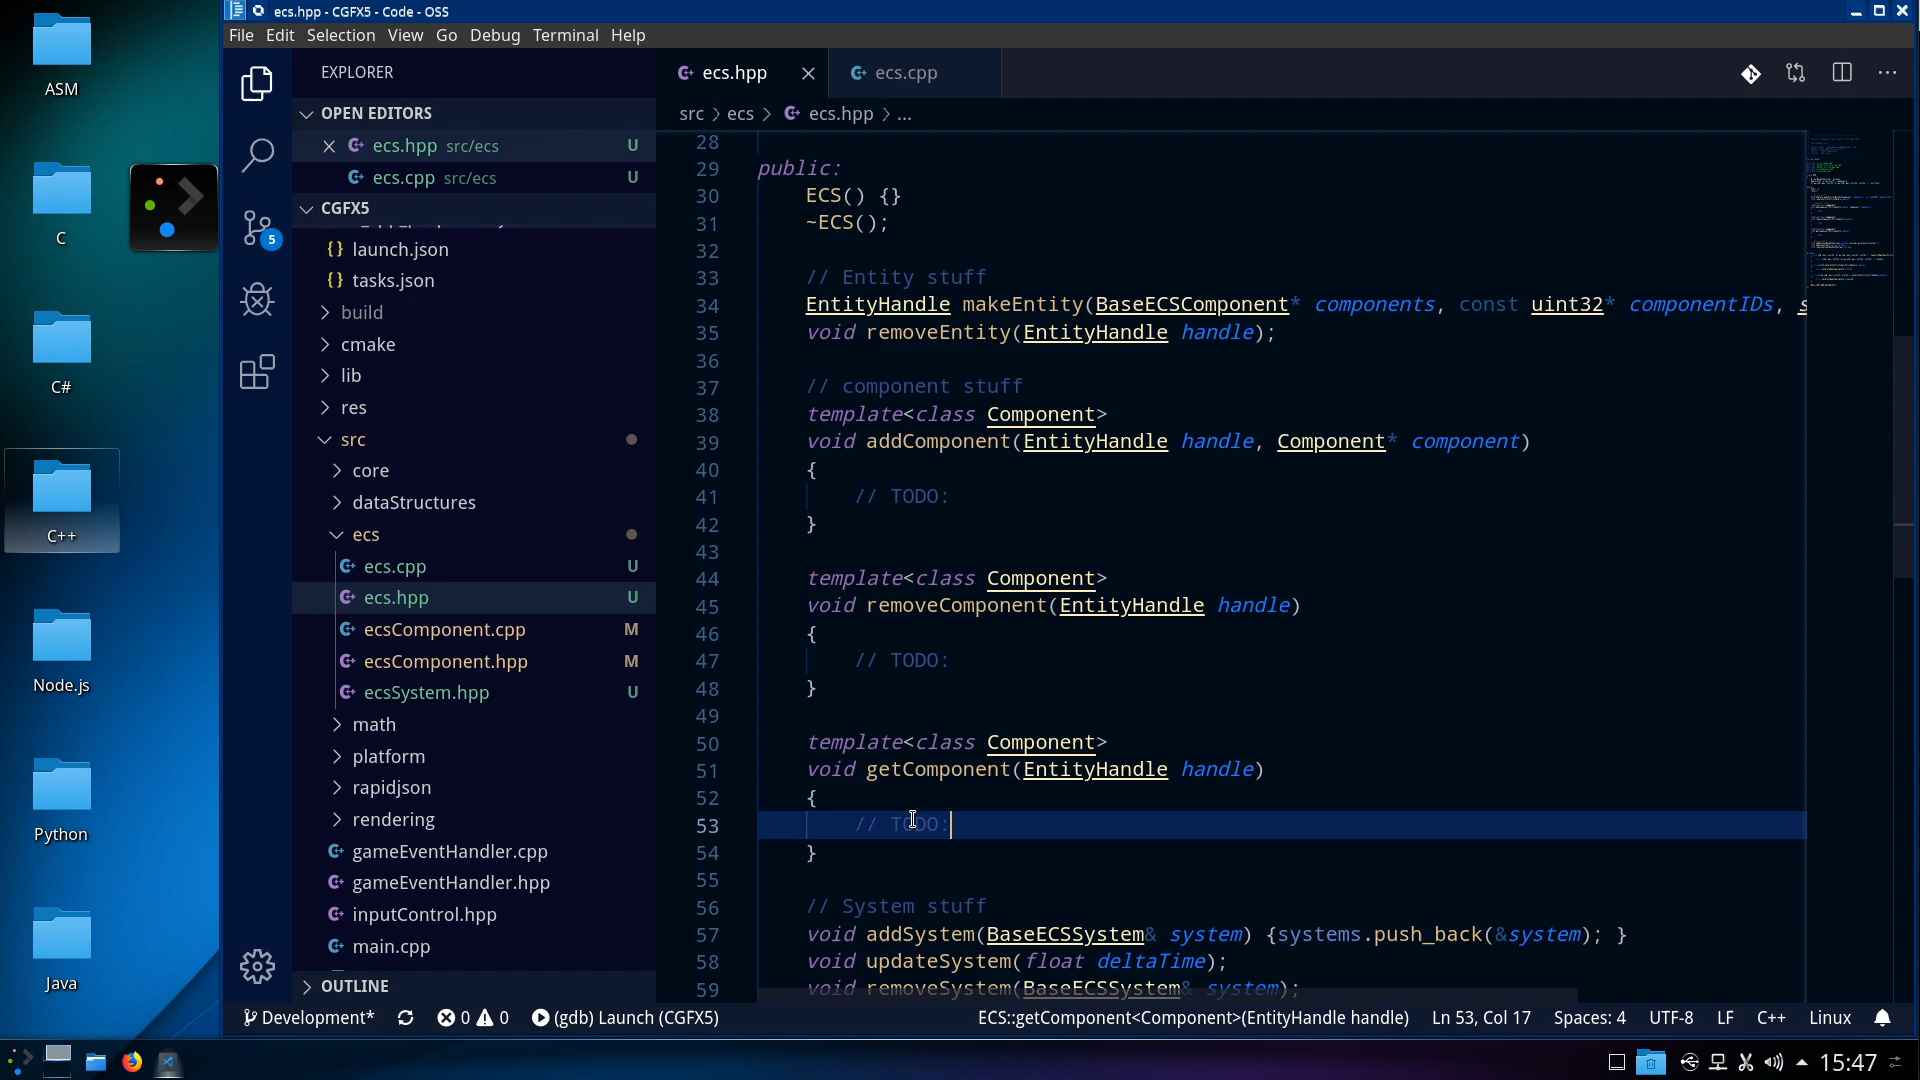 ecs.hpp - CGFX5 - Code - OSS
File Edit Selection View Go Debug Terminal Help
ASM
C
C#
C++
Node.js
Python
Java
EXPLORER
OPEN EDITORS
ecs.hpp src/ecs U
ecs.cpp src/ecs U
CGFX5
5
launch.json
tasks.json
build
cmake
lib
res
src
core
dataStructures
ecs
ecs.cpp U
ecs.hpp U
ecsComponent.cpp M
ecsComponent.hpp M
ecsSystem.hpp U
math
platform
rapidjson
rendering
gameEventHandler.cpp
gameEventHandler.hpp
inputControl.hpp
main.cpp
OUTLINE
ecs.hpp ecs.cpp
src > ecs > ecs.hpp > ...
28
29 public:
30 ECS() {}
31 ~ECS();
32
33 // Entity stuff
34 EntityHandle makeEntity(BaseECSComponent* components, const uint32* componentIDs, s
35 void removeEntity(EntityHandle handle);
36
37 // component stuff
38 template<class Component>
39 void addComponent(EntityHandle handle, Component* component)
40 {
41 // TODO:
42 }
43
44 template<class Component>
45 void removeComponent(EntityHandle handle)
46 {
47 // TODO:
48 }
49
50 template<class Component>
51 void getComponent(EntityHandle handle)
52 {
53 // TODO:
54 }
55
56 // System stuff
57 void addSystem(BaseECSSystem& system) {systems.push_back(&system); }
58 void updateSystem(float deltaTime);
59 void removeSystem(BaseECSSystem& system);
Development* 0 0 (gdb) Launch (CGFX5) ECS::getComponent<Component>(EntityHandle handle) Ln 53, Col 17 Spaces: 4 UTF-8 LF C++ Linux
15:47